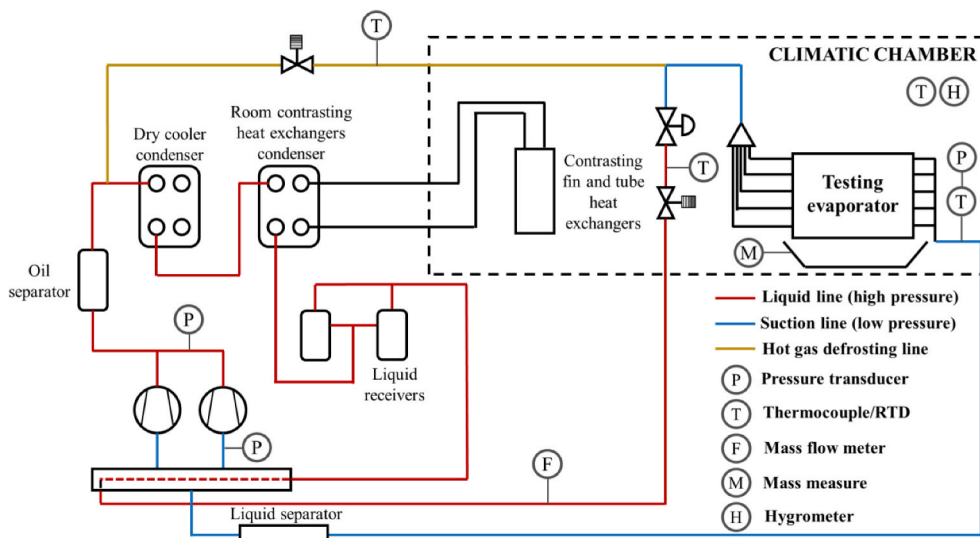 T
CLIMATIC CHAMBER
T H
Room contrasting
heat exchangers
condenser
Dry cooler
condenser
Contrasting
fin and tube
heat
exchangers
T
Testing
evaporator
P
T
M
Oil
separator
P
Liquid
receivers
P
F
Liquid separator
Liquid line (high pressure)
Suction line (low pressure)
Hot gas defrosting line
P Pressure transducer
T Thermocouple/RTD
F Mass flow meter
M Mass measure
H Hygrometer